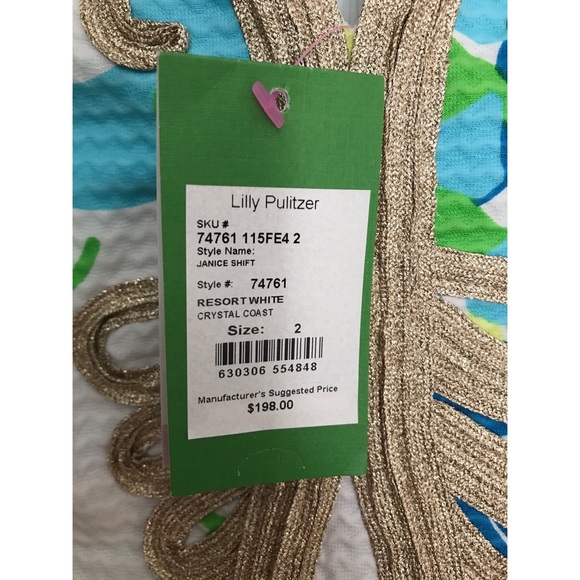 Lilly Pulitzer
SKU #
74761 115FE4 2
Style Name:
JANICE SHIFT
Style #: 74761
RESORT WHITE
CRYSTAL COAST
Size: 2
630306 554848
Manufacturer's Suggested Price
$198.00